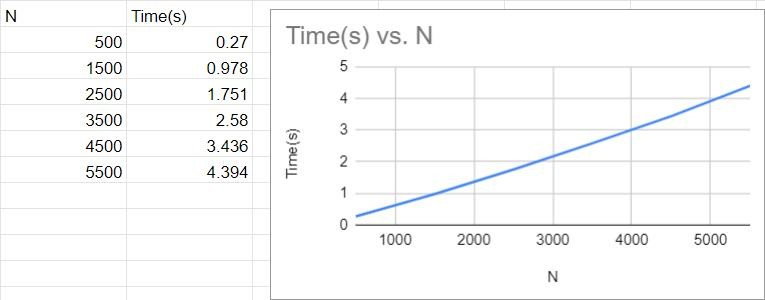 N Time(s)
500 0.27
1500 0.978
2500 1.751
3500 2.58
4500 3.436
5500 4.394
Time(s) vs. N
Time(s)
5
4
3
2
1
0
1000 2000 3000 4000 5000
N